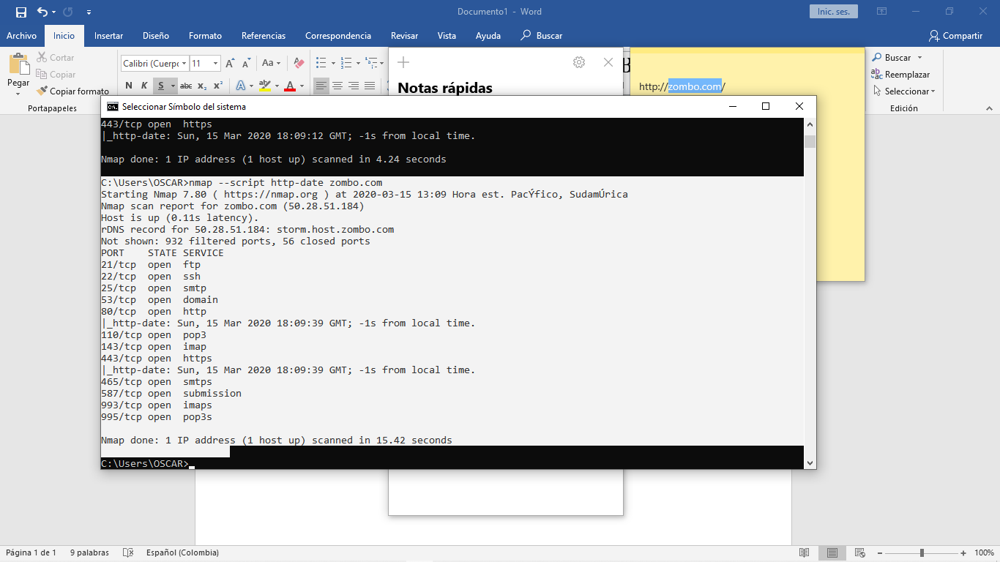 Documento1 - Word
Inic. ses.
Archivo
Inicio
Insertar
Diseño
Formato
Referencias
Correspondencia
Revisar
Vista
Ayuda
Buscar
Compartir
Pegar
Cortar
Copiar
Copiar formato
Portapapeles
Calibri (Cuerpo
11
N K S abc x₂ x²
Aa
Notas rápidas
http://zombo.com/
Buscar
Reemplazar
Seleccionar
Edición
Seleccionar Símbolo del sistema
443/tcp open  https
|_http-date: Sun, 15 Mar 2020 18:09:12 GMT; -1s from local time.
Nmap done: 1 IP address (1 host up) scanned in 4.24 seconds
C:\Users\OSCAR>nmap --script http-date zombo.com
Starting Nmap 7.80 ( https://nmap.org ) at 2020-03-15 13:09 Hora est. PacÝfico, SudamÚrica
Nmap scan report for zombo.com (50.28.51.184)
Host is up (0.11s latency).
rDNS record for 50.28.51.184: storm.host.zombo.com
Not shown: 932 filtered ports, 56 closed ports
PORT    STATE SERVICE
21/tcp  open  ftp
22/tcp  open  ssh
25/tcp  open  smtp
53/tcp  open  domain
80/tcp  open  http
|_http-date: Sun, 15 Mar 2020 18:09:39 GMT; -1s from local time.
110/tcp open  pop3
143/tcp open  imap
443/tcp open  https
|_http-date: Sun, 15 Mar 2020 18:09:39 GMT; -1s from local time.
465/tcp open  smtps
587/tcp open  submission
993/tcp open  imaps
995/tcp open  pop3s
Nmap done: 1 IP address (1 host up) scanned in 15.42 seconds
C:\Users\OSCAR>
Página 1 de 1
9 palabras
Español (Colombia)
100%